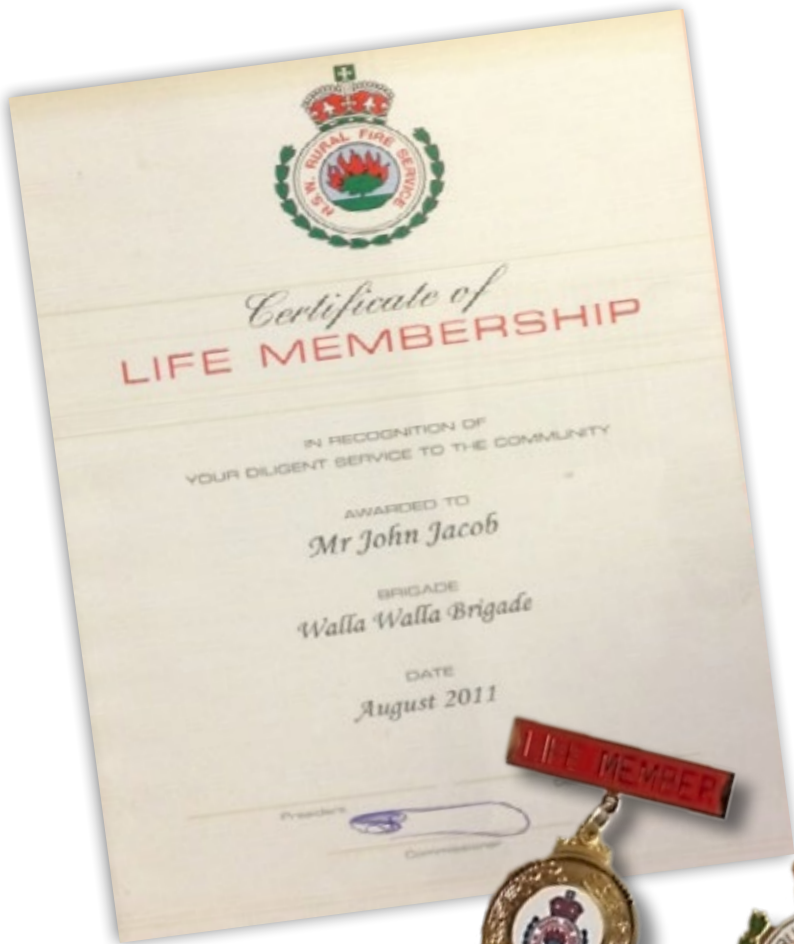 N.S.W. RURAL FIRE SERVICE
Certificate of
LIFE MEMBERSHIP
IN RECOGNITION OF
YOUR DILIGENT SERVICE TO THE COMMUNITY
AWARDED TO
Mr John Jacob
BRIGADE
Walla Walla Brigade
DATE
August 2011
LIFE MEMBER
President
Commissioner